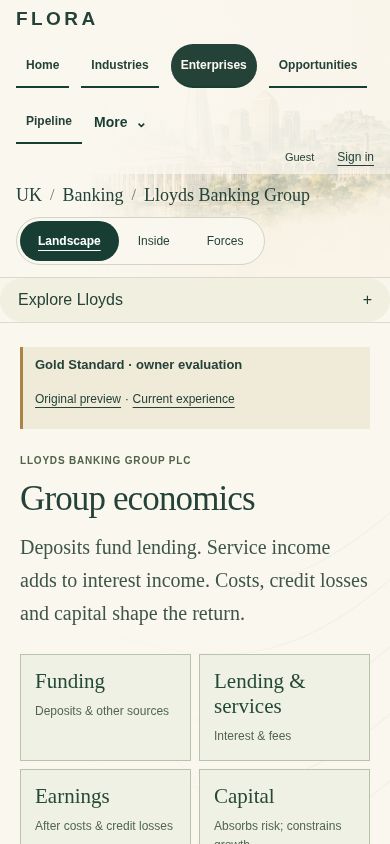 FLORA
Home Industries Enterprises Opportunities
Pipeline More
Guest Sign in
UK / Banking / Lloyds Banking Group
Landscape Inside Forces
Explore Lloyds +
Gold Standard · owner evaluation
Original preview · Current experience
LLOYDS BANKING GROUP PLC
Group economics
Deposits fund lending. Service income
adds to interest income. Costs, credit losses
and capital shape the return.
Funding
Deposits & other sources
Lending &
services
Interest & fees
Earnings
After costs & credit losses
Capital
Absorbs risk; constrains
growth